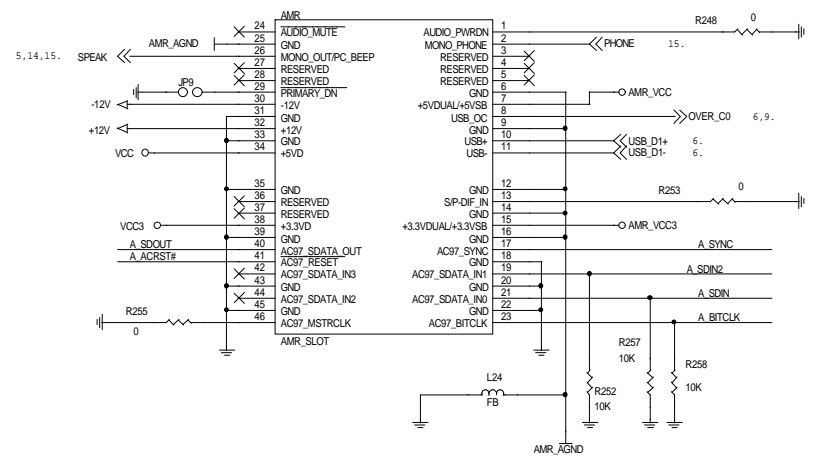 AMR
24 AUDIO_MUTE AUDIO_PWRDN 1 R248 0
AMR_AGND 25 GND MONO_PHONE 2 PHONE 15.
5,14,15. SPEAK 26 MONO_OUT/PC_BEEP RESERVED 3
27 RESERVED RESERVED 4
28 RESERVED RESERVED 5
JP9 29 PRIMARY_DN GND 6
-12V 30 -12V +5VDUAL/+5VSB 7 AMR_VCC
31 GND USB_OC 8 OVER_C0 6,9.
+12V 32 +12V GND 9
33 GND USB+ 10 USB_D1+ 6.
VCC 34 +5VD USB- 11 USB_D1- 6.
35 GND GND 12
36 RESERVED S/P-DIF_IN 13 R253 0
37 RESERVED GND 14
VCC3 38 +3.3VD +3.3VDUAL/+3.3VSB 15 AMR_VCC3
39 GND GND 16
A_SDOUT 40 AC97_SDATA_OUT AC97_SYNC 17 A_SYNC
A_ACRST# 41 AC97_RESET GND 18
42 AC97_SDATA_IN3 AC97_SDATA_IN1 19 A_SDIN2
43 GND GND 20
44 AC97_SDATA_IN2 AC97_SDATA_IN0 21 A_SDIN
45 GND GND 22
R255 0 46 AC97_MSTRCLK AC97_BITCLK 23 A_BITCLK
AMR_SLOT
R257
10K
R258
10K
L24
FB
R252
10K
AMR_AGND